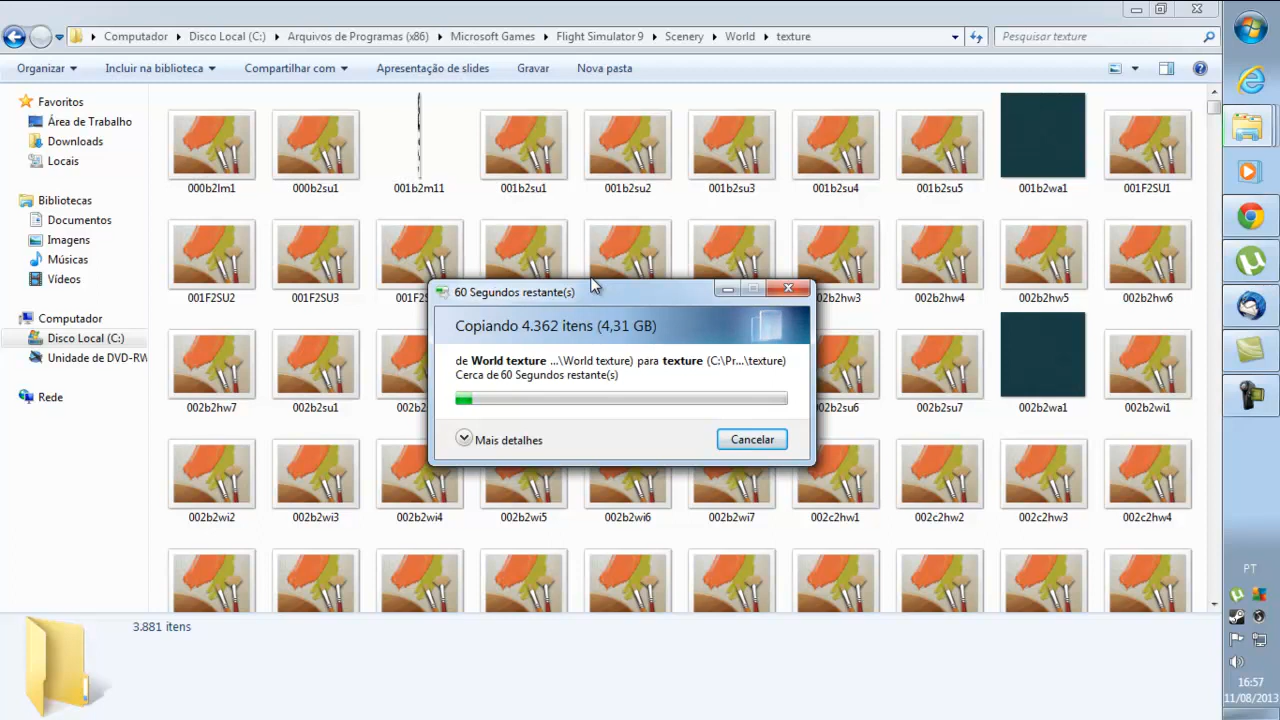 Computador
Disco Local (C:)
Arquivos de Programas (x86)
Microsoft Games
Flight Simulator 9
Scenery
World
texture
Pesquisar texture
Organizar
Incluir na biblioteca
Compartilhar com
Apresentação de slides
Gravar
Nova pasta
Favoritos
Área de Trabalho
Downloads
Locais
Bibliotecas
Documentos
Imagens
Músicas
Vídeos
Computador
Disco Local (C:)
Unidade de DVD-RW
Rede
000b2lm1 000b2su1 001b2m11 001b2su1 001b2su2 001b2su3 001b2su4 001b2su5 001b2wa1 001F2SU1
001F2SU2 001F2SU3 001F2S 002b2hw3 002b2hw4 002b2hw5 002b2hw6
60 Segundos restante(s)
Copiando 4.362 itens (4,31 GB)
de World texture ...\World texture) para texture (C:\Pr...\texture)
Cerca de 60 Segundos restante(s)
Mais detalhes
Cancelar
002b2hw7 002b2su1 002b2 002b2su6 002b2su7 002b2wa1 002b2wi1
002b2wi2 002b2wi3 002b2wi4 002b2wi5 002b2wi6 002b2wi7 002c2hw1 002c2hw2 002c2hw3 002c2hw4
3.881 itens
PT
16:57
11/08/2013